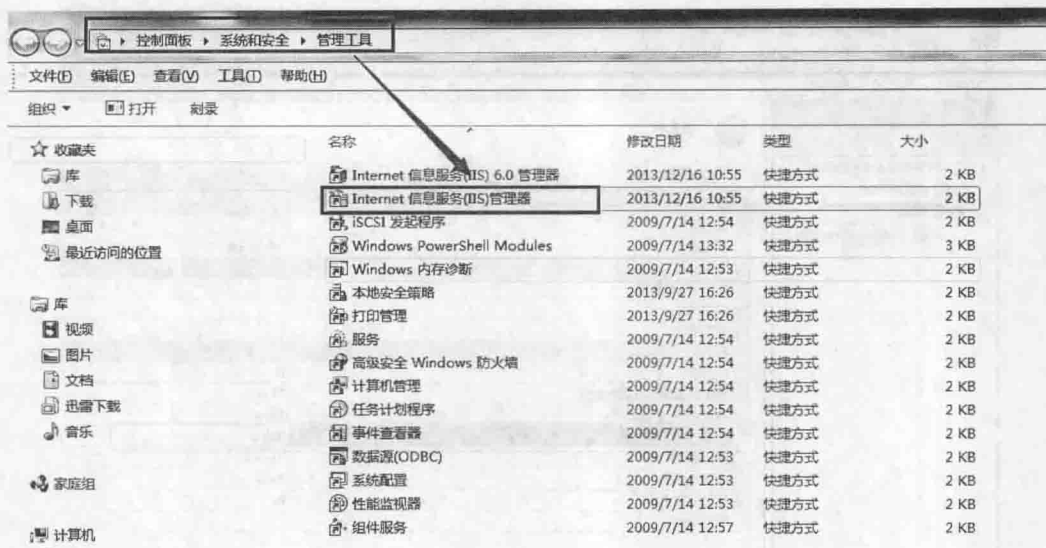 控制面板 ▸ 系统和安全 ▸ 管理工具
文件(F) 编辑(E) 查看(V) 工具(T) 帮助(H)
组织 打开 刻录
名称 修改日期 类型 大小
收藏夹
库
下载
桌面
最近访问的位置
库
视频
图片
文档
迅雷下载
音乐
家庭组
计算机
Internet 信息服务(IIS) 6.0 管理器 2013/12/16 10:55 快捷方式 2 KB
Internet 信息服务(IIS)管理器 2013/12/16 10:55 快捷方式 2 KB
iSCSI 发起程序 2009/7/14 12:54 快捷方式 2 KB
Windows PowerShell Modules 2009/7/14 13:32 快捷方式 3 KB
Windows 内存诊断 2009/7/14 12:53 快捷方式 2 KB
本地安全策略 2013/9/27 16:26 快捷方式 2 KB
打印管理 2013/9/27 16:26 快捷方式 2 KB
服务 2009/7/14 12:54 快捷方式 2 KB
高级安全 Windows 防火墙 2009/7/14 12:54 快捷方式 2 KB
计算机管理 2009/7/14 12:54 快捷方式 2 KB
任务计划程序 2009/7/14 12:54 快捷方式 2 KB
事件查看器 2009/7/14 12:54 快捷方式 2 KB
数据源(ODBC) 2009/7/14 12:53 快捷方式 2 KB
系统配置 2009/7/14 12:53 快捷方式 2 KB
性能监视器 2009/7/14 12:53 快捷方式 2 KB
组件服务 2009/7/14 12:57 快捷方式 2 KB